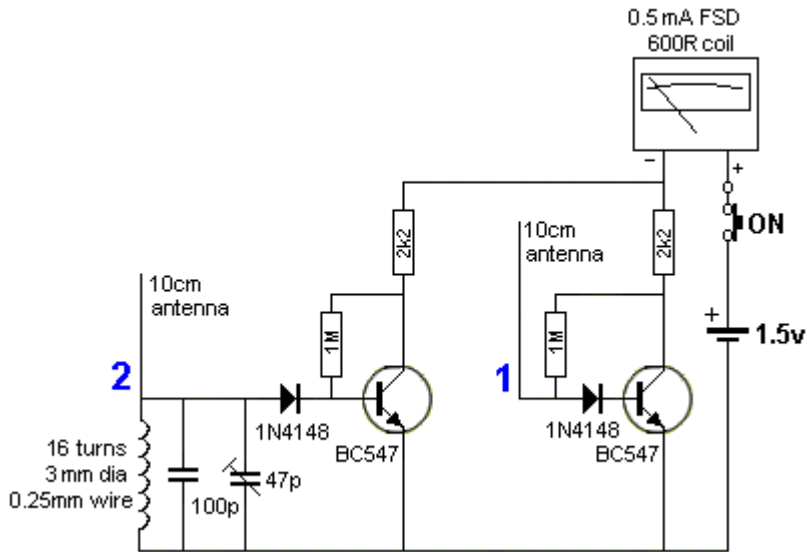 0.5 mA FSD
600R coil
−
+
ON
10cm
antenna
2k2
2k2
10cm
antenna
1M
1M
+
1.5v
2
1
1N4148
1N4148
BC547
BC547
16 turns
3mm dia
0.25mm wire
100p
47p